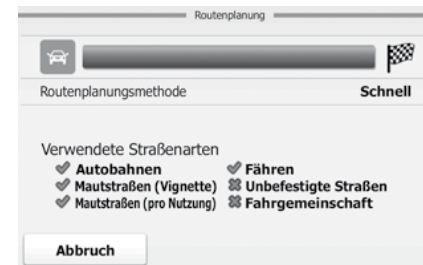 Routenplanung
Routenplanungsmethode Schnell
Verwendete Straßenarten
Autobahnen Fähren
Mautstraßen (Vignette) Unbefestigte Straßen
Mautstraßen (pro Nutzung) Fahrgemeinschaft
Abbruch